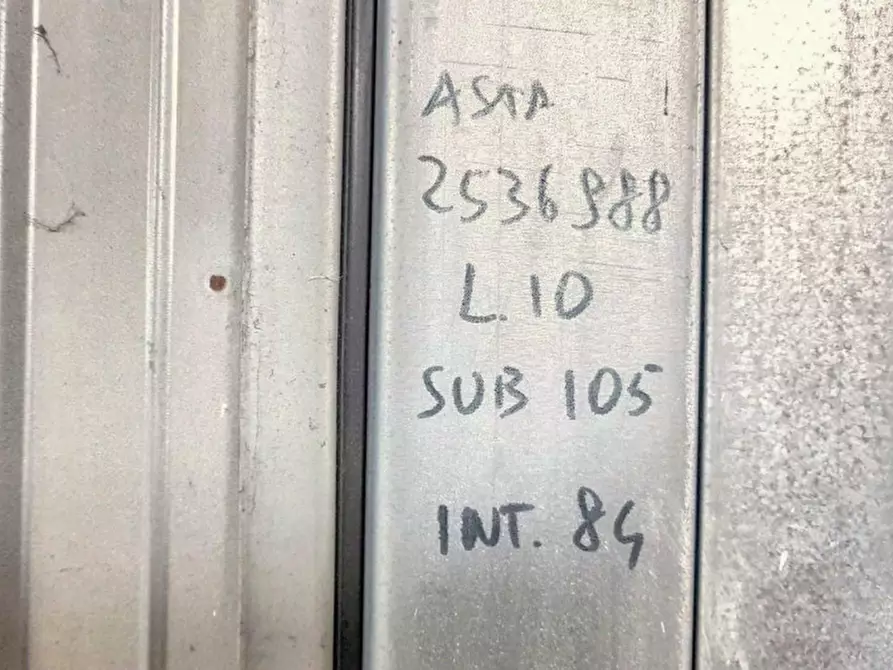 ASTA
2536988
L.10
SUB 105
INT. 84